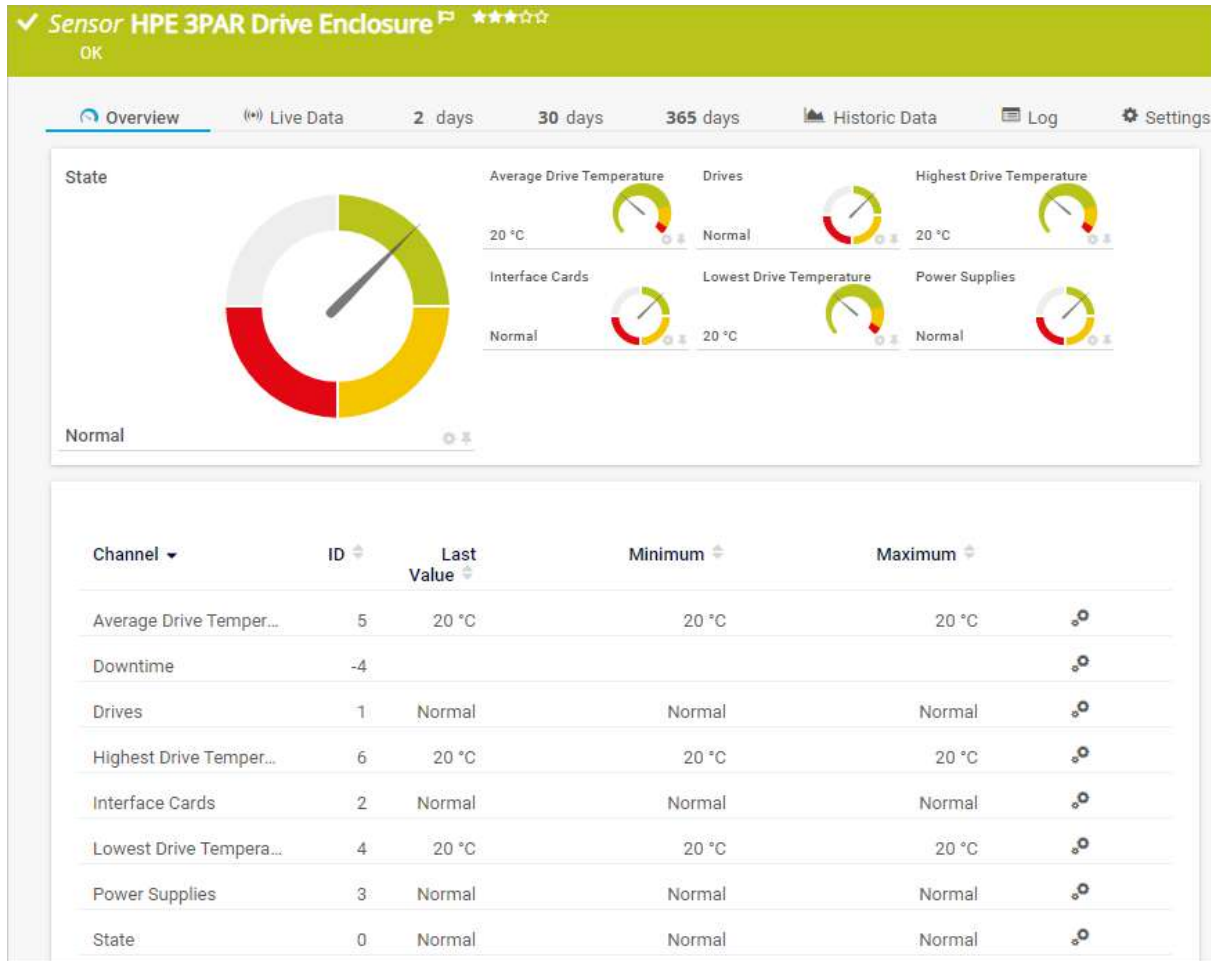 Sensor HPE 3PAR Drive Enclosure
OK
Overview Live Data 2 days 30 days 365 days Historic Data Log Settings
State
Normal
Average Drive Temperature
20 °C
Drives
Normal
Highest Drive Temperature
20 °C
Interface Cards
Normal
Lowest Drive Temperature
20 °C
Power Supplies
Normal
Channel ID Last Value Minimum Maximum
Average Drive Temper... 5 20 °C 20 °C 20 °C
Downtime -4
Drives 1 Normal Normal Normal
Highest Drive Temper... 6 20 °C 20 °C 20 °C
Interface Cards 2 Normal Normal Normal
Lowest Drive Tempera... 4 20 °C 20 °C 20 °C
Power Supplies 3 Normal Normal Normal
State 0 Normal Normal Normal